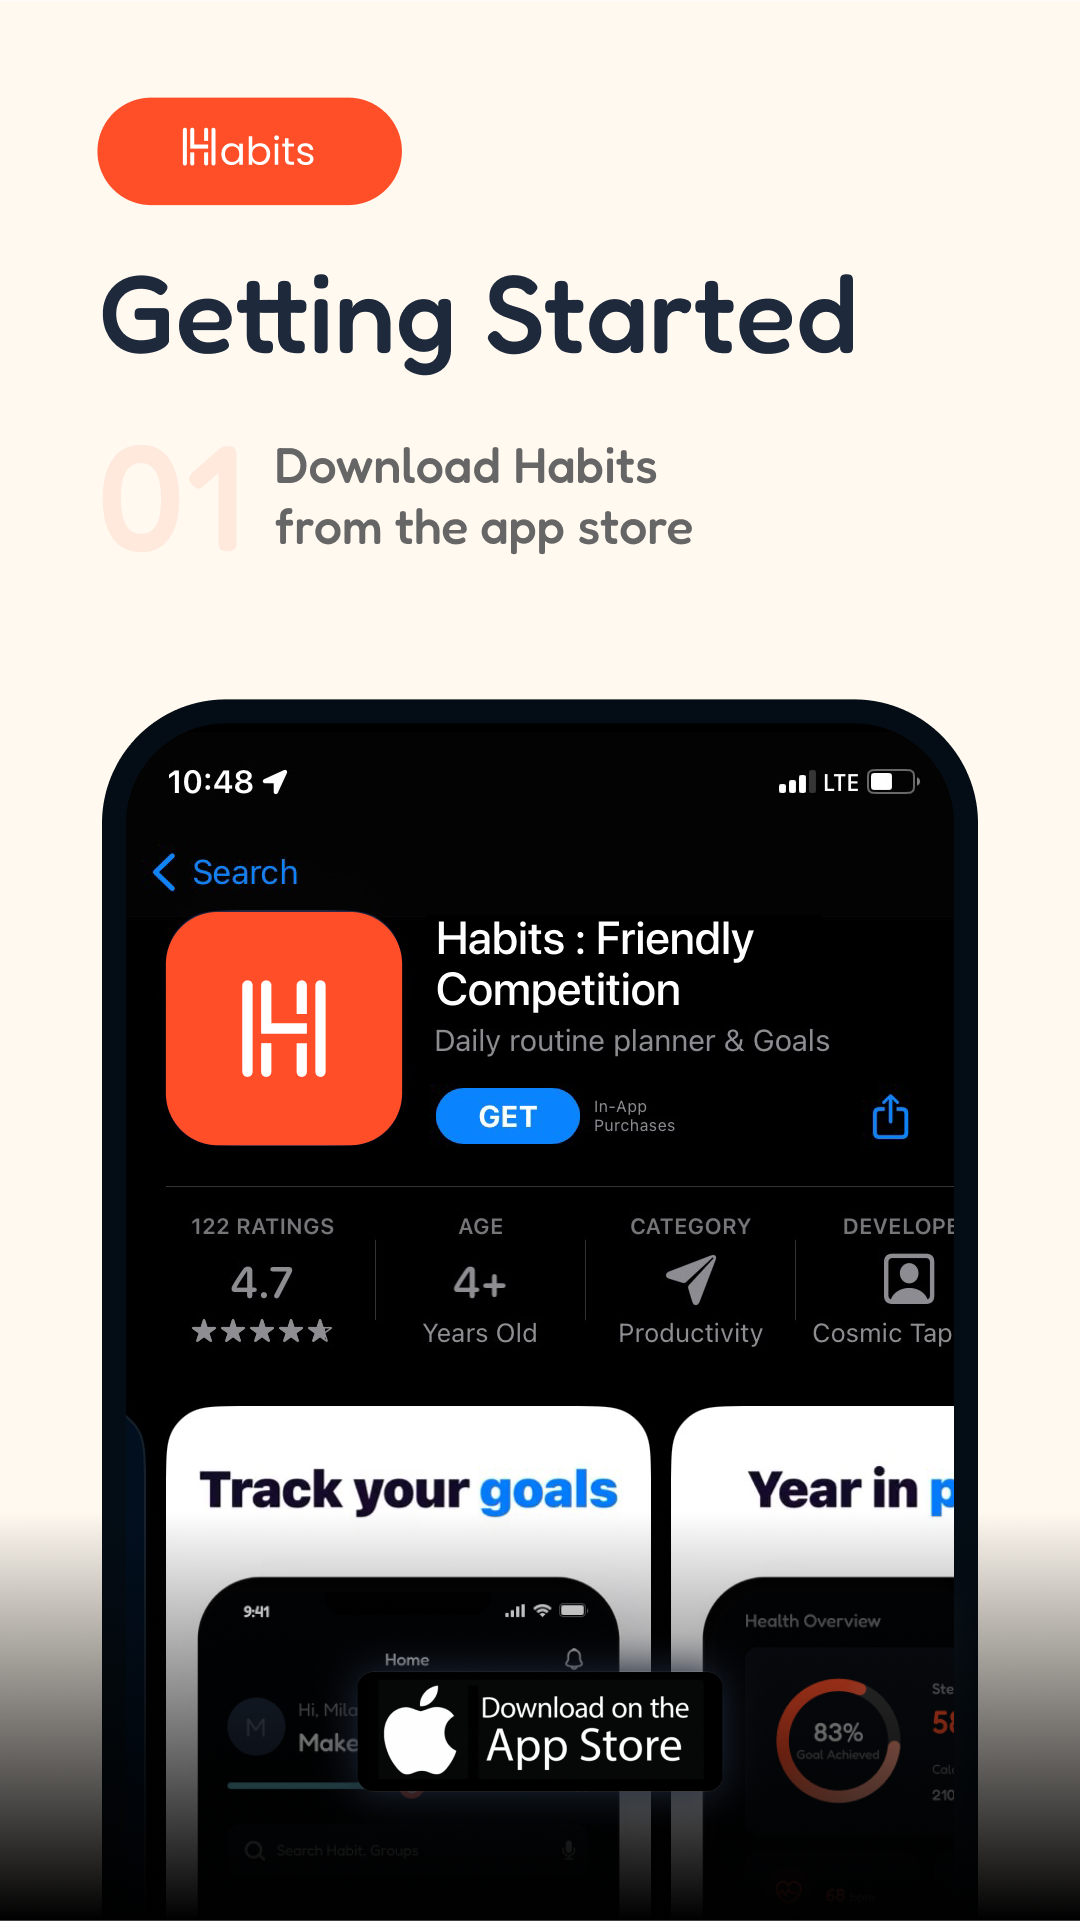 Habits
Getting Started
01
Download Habits
from the app store
10:48
LTE
Search
Habits : Friendly
Competition
Daily routine planner & Goals
GET
In-App
Purchases
122 RATINGS
4.7
AGE
4+
Years Old
CATEGORY
Productivity
DEVELOPE
Cosmic Tap
Track your goals
9:41
Home
Hi, Mila
M
Make
Search Habit, Groups
Year in p
Health Overview
83%
Goal Achieved
Ste
58
Calo
210
68
Download on the
App Store